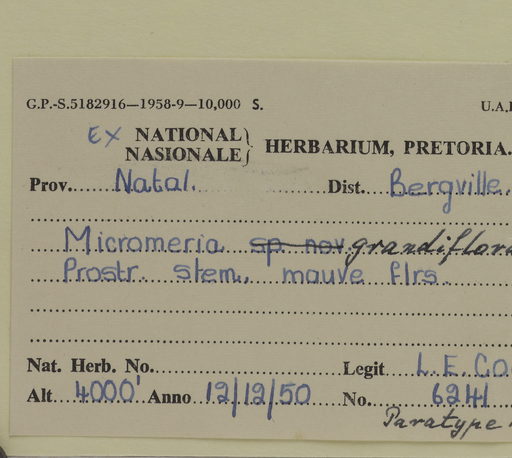 G.P.-S.5182916—1958-9—10,000 S. U.A.
EX NATIONAL
NASIONALE } HERBARIUM, PRETORIA.
Prov. Natal. Dist. Bergville.
Micromeria sp. nov. grandiflora
Prostr. stem., mauve flrs.
Nat. Herb. No. Legit L.E. Co
Alt 4000' Anno 12/12/50 No. 6241
Paratype